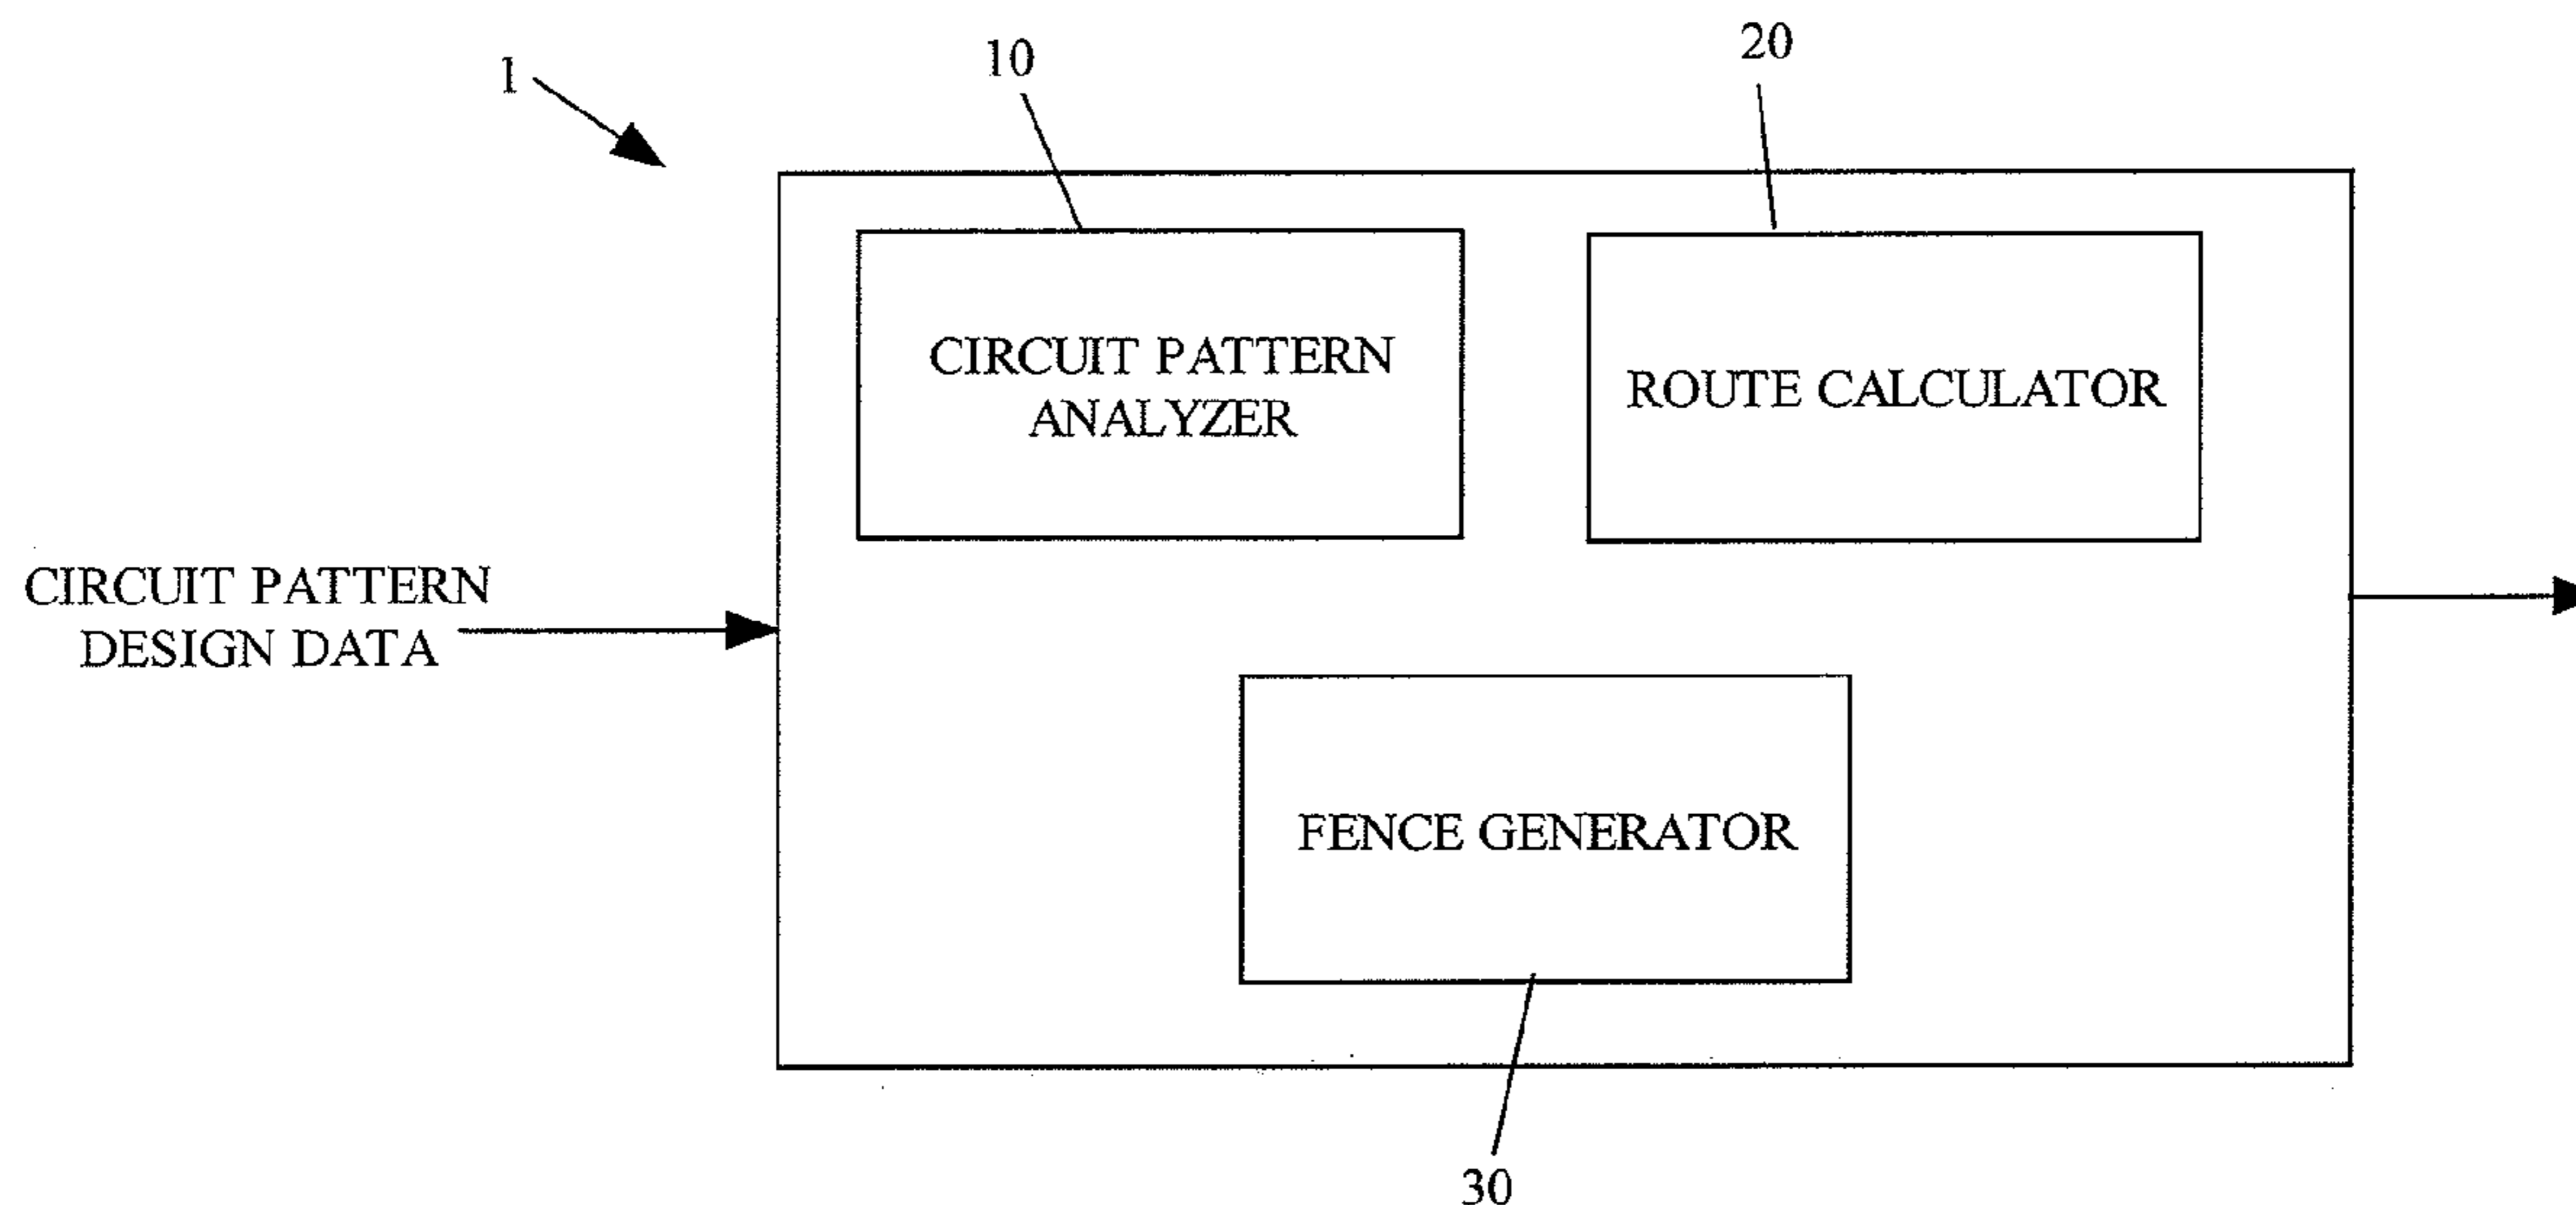 1
10
20
CIRCUIT PATTERN
ANALYZER
ROUTE CALCULATOR
CIRCUIT PATTERN
DESIGN DATA
FENCE GENERATOR
30